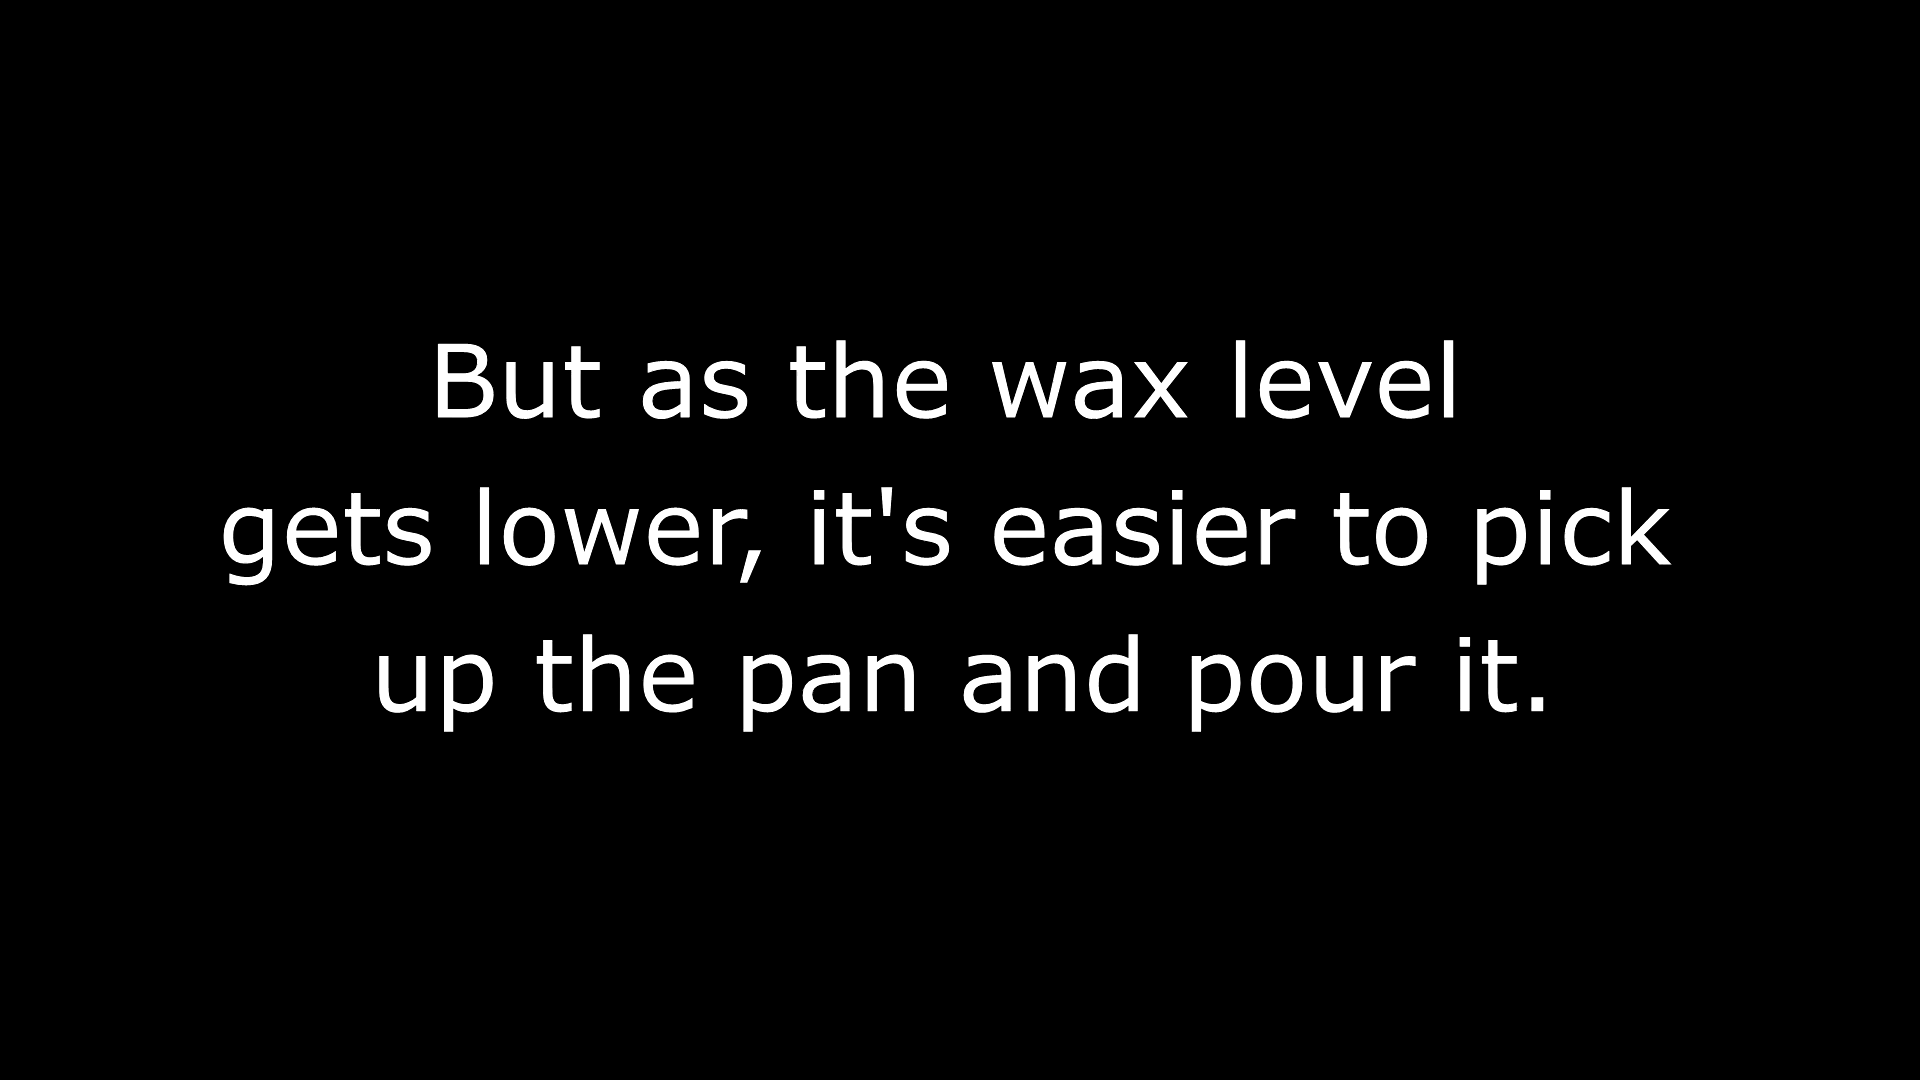 But as the wax level
gets lower, it's easier to pick
up the pan and pour it.